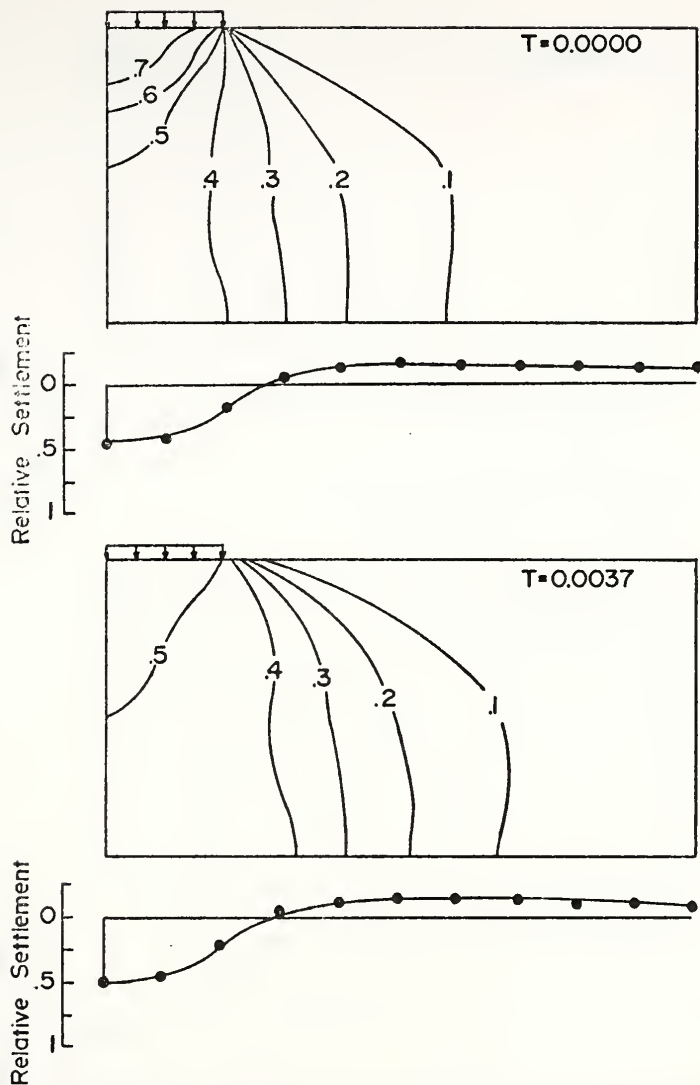 T=0.0000
.7
.6
.5
.4 .3 .2 .1
Relative Settlement
0
.5
1
T=0.0037
.5
.4 .3 .2 .1
Relative Settlement
0
.5
1